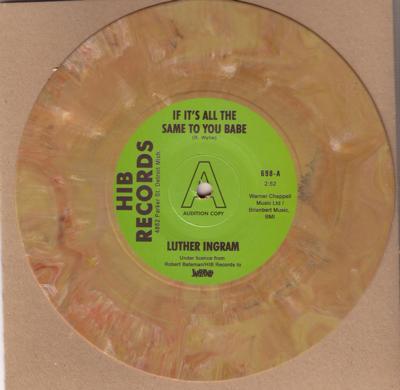 IF IT'S ALL THE
SAME TO YOU BABE
(R. Wylie)
HIB
RECORDS
4862 Parker St. Detroit Mich.
A
AUDITION COPY
698-A
2:52
Warner Chappell
Music Ltd /
Brianbert Music,
BMI
LUTHER INGRAM
Under licence from
Robert Bateman/HIB Records to